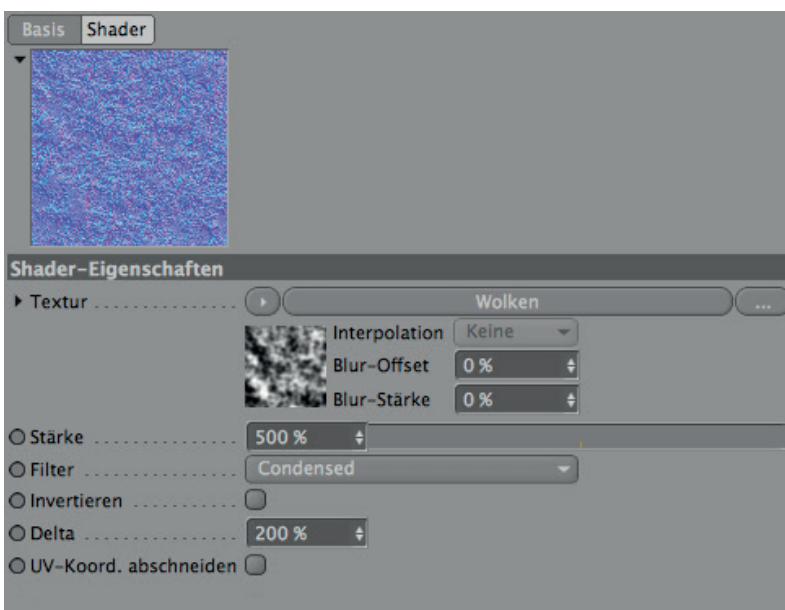 Basis Shader
Shader-Eigenschaften
Textur Wolken ...
Interpolation Keine
Blur-Offset 0 %
Blur-Stärke 0 %
Stärke 500 %
Filter Condensed
Invertieren
Delta 200 %
UV-Koord. abschneiden